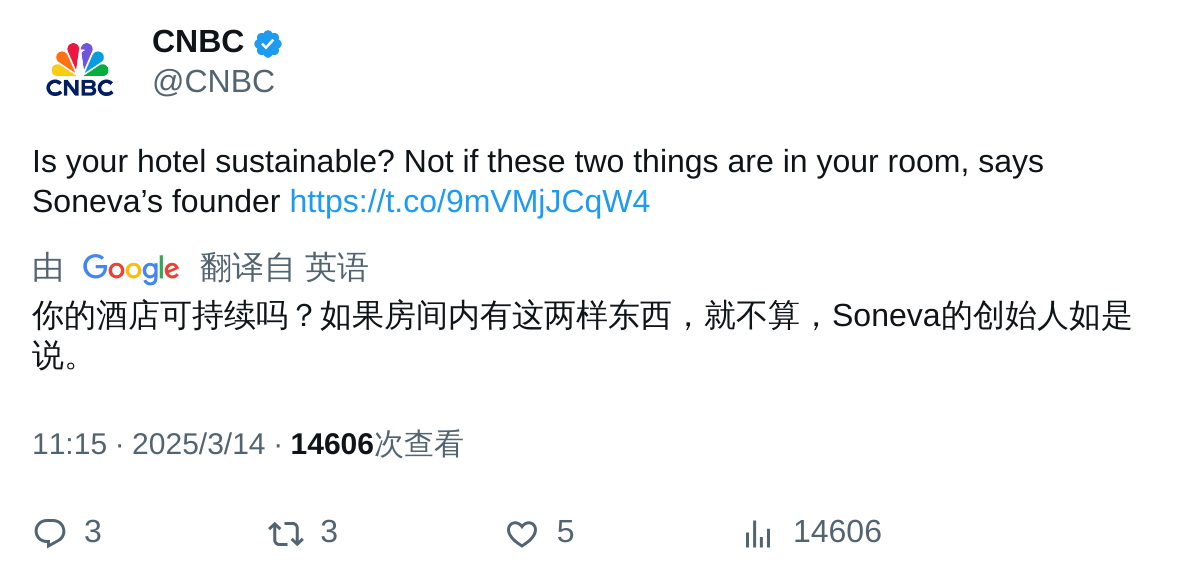 CNBC
CNBC
@CNBC
Is your hotel sustainable? Not if these two things are in your room, says
Soneva’s founder https://t.co/9mVMjJCqW4
由 Google 翻译自 英语
你的酒店可持续吗？如果房间内有这两样东西，就不算，Soneva的创始人如是
说。
11:15 · 2025/3/14 · 14606次查看
3 3 5 14606